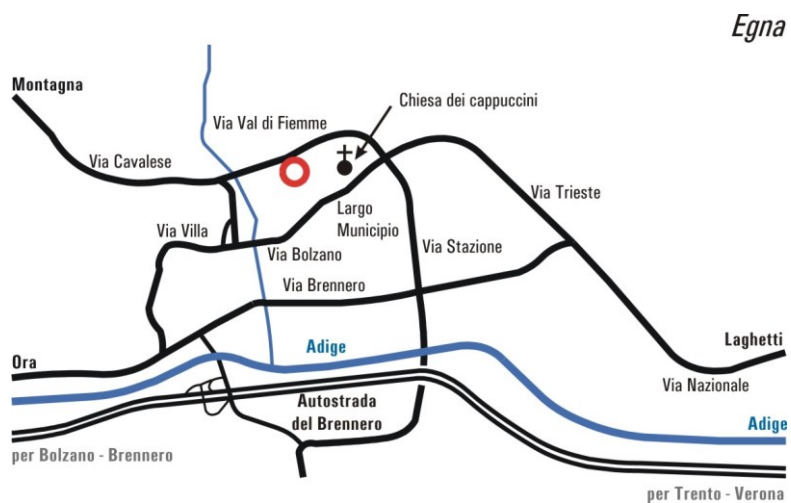 Egna
Montagna
Chiesa dei cappuccini
Via Val di Fiemme
Via Cavalese
Via Trieste
Largo
Municipio
Via Villa
Via Bolzano
Via Stazione
Via Brennero
Adige
Ora
Laghetti
Via Nazionale
Autostrada
del Brennero
Adige
per Bolzano - Brennero
per Trento - Verona